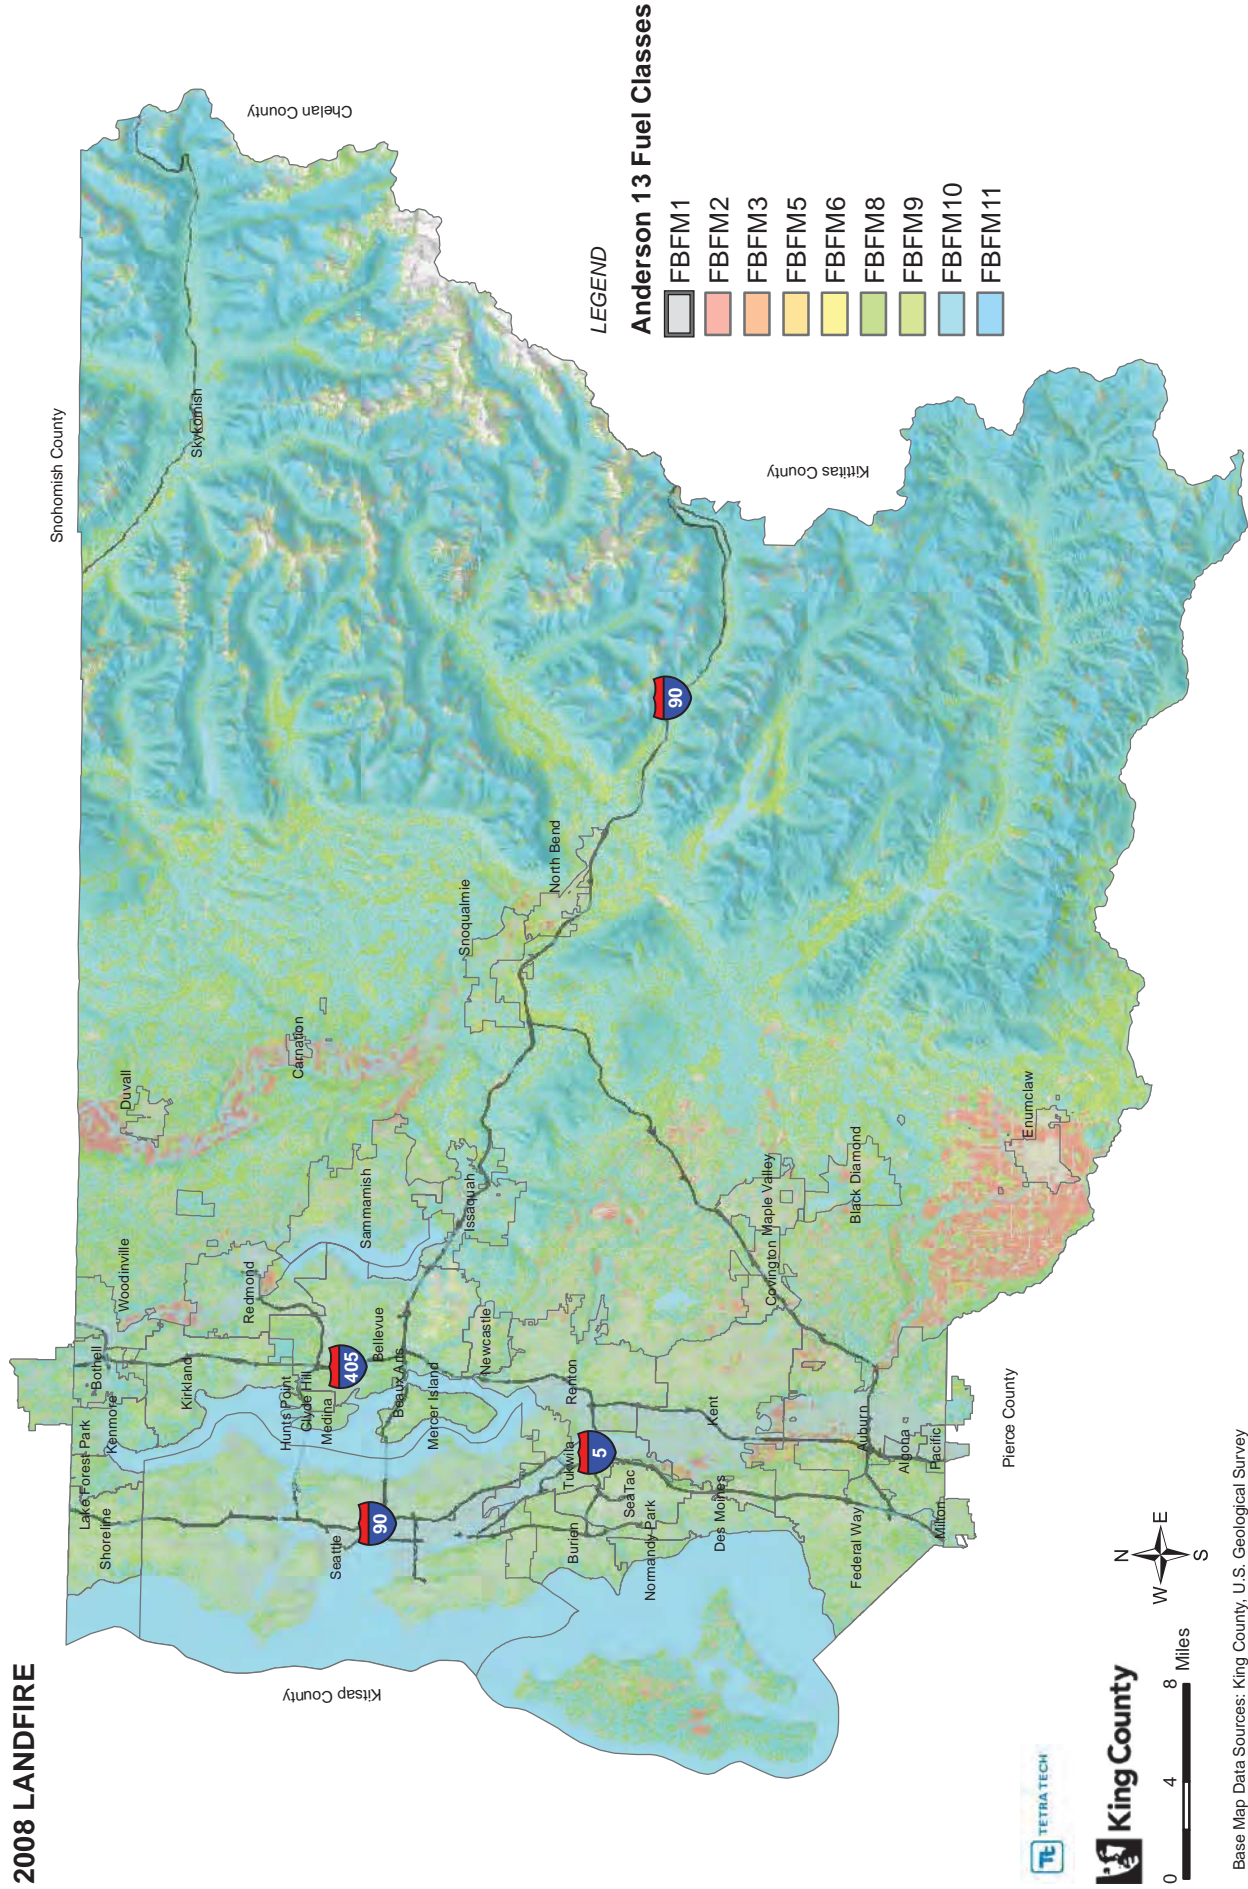 2008 LANDFIRE
Snohomish County
Chelan County
Kittitas County
Pierce County
Kitsap County
Skykomish
Duvall
Carnation
Snoqualmie
North Bend
Woodinville
Redmond
Sammamish
Issaquah
Bothell
Kenmore
Lake Forest Park
Shoreline
Kirkland
Hunts Point
Clyde Hill
Medina
Bellevue
Beaux Arts
Mercer Island
Newcastle
Seattle
Renton
Tukwila
SeaTac
Burien
Normandy Park
Des Moines
Kent
Covington
Maple Valley
Black Diamond
Enumclaw
Auburn
Algona
Pacific
Federal Way
Milton
405
90
90
5
LEGEND
Anderson 13 Fuel Classes
FBFM1
FBFM2
FBFM3
FBFM5
FBFM6
FBFM8
FBFM9
FBFM10
FBFM11
TETRA TECH
King County
0 4 8
Miles
N
W E
S
Base Map Data Sources: King County, U.S. Geological Survey